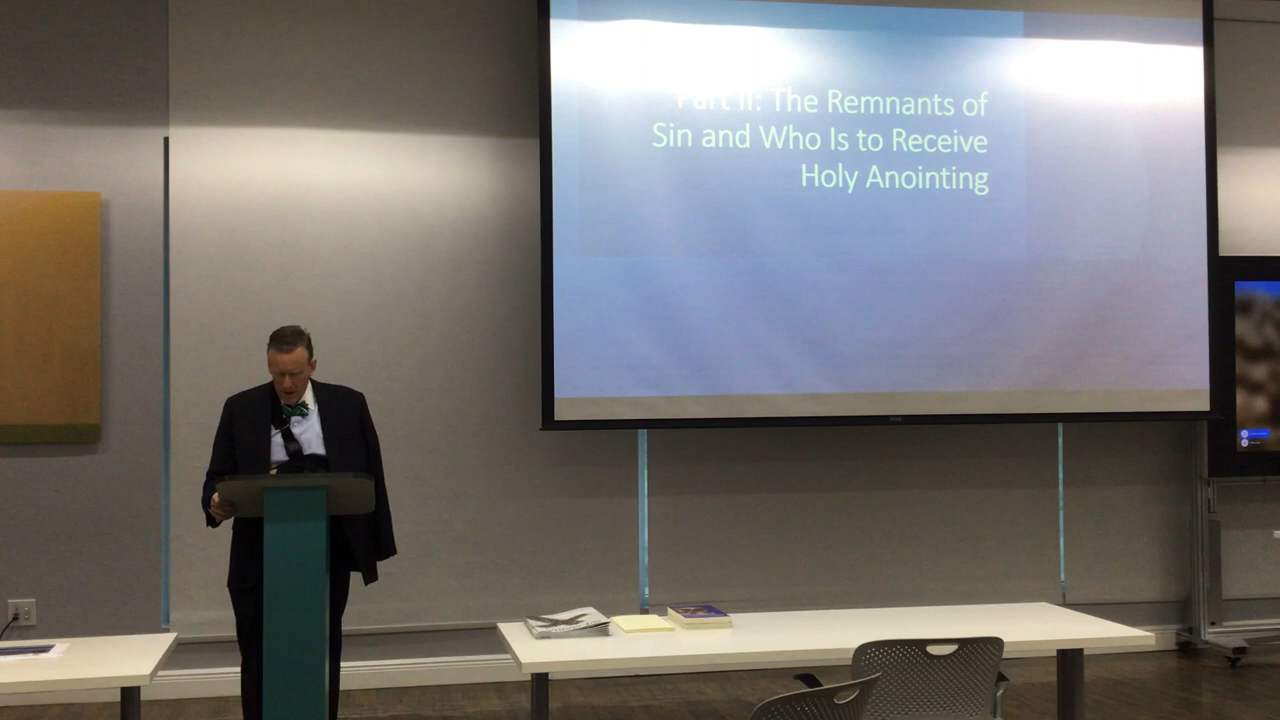 Part II: The Remnants of
Sin and Who Is to Receive
Holy Anointing